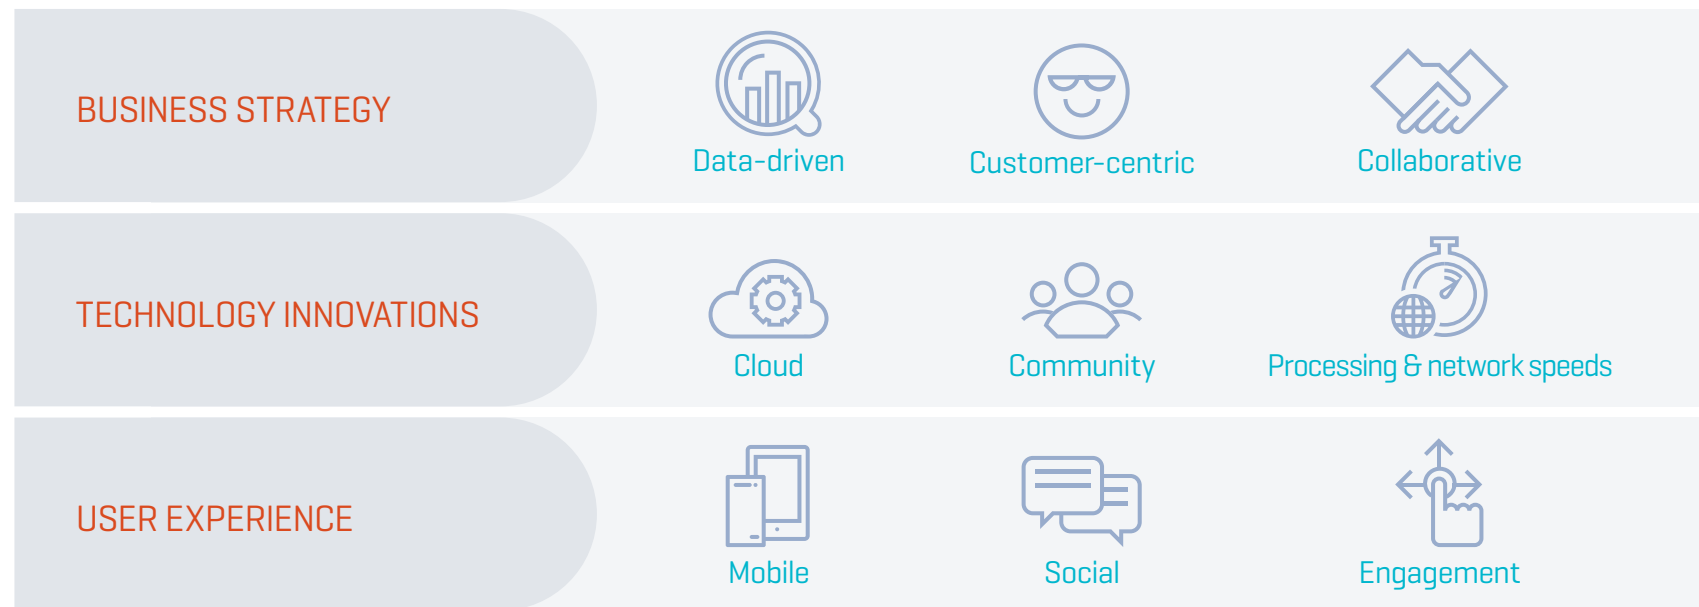 BUSINESS STRATEGY
Data-driven
Customer-centric
Collaborative
TECHNOLOGY INNOVATIONS
Cloud
Community
Processing & network speeds
USER EXPERIENCE
Mobile
Social
Engagement